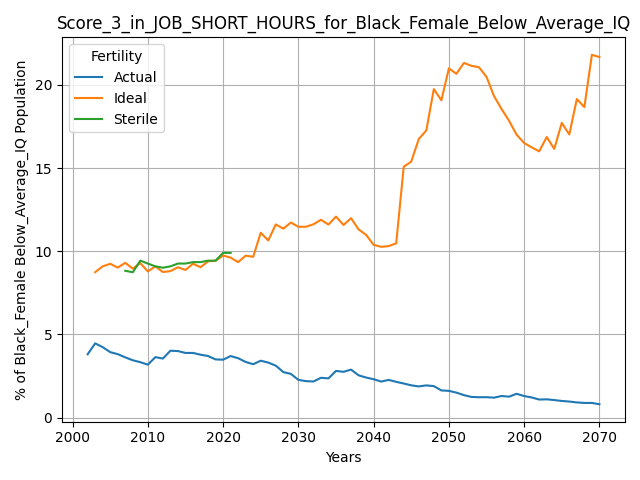 Score_3_in_JOB_SHORT_HOURS_for_Black_Female_Below_Average_IQ
Fertility
Actual
Ideal
Sterile
% of Black_Female Below_Average_IQ Population
20
15
10
5
0
2000 2010 2020 2030 2040 2050 2060 2070
Years